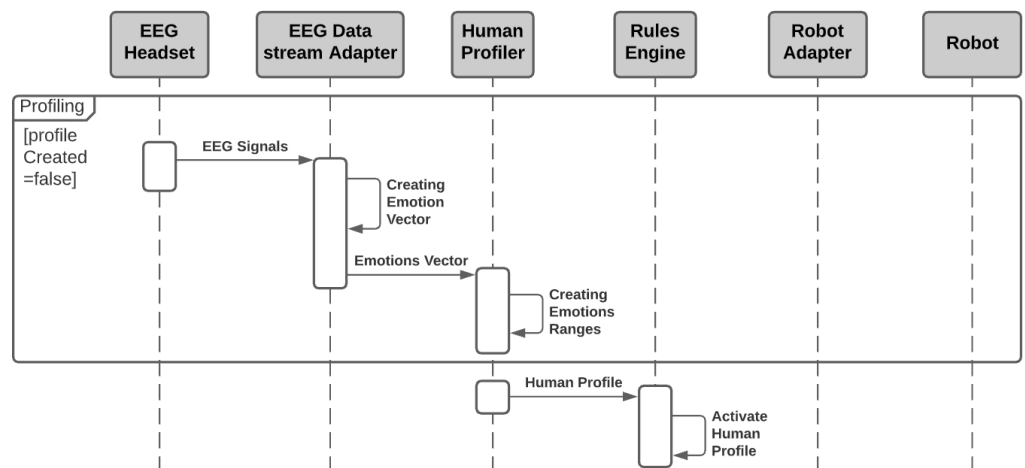 EEG
Headset
EEG Data
stream Adapter
Human
Profiler
Rules
Engine
Robot
Adapter
Robot
Profiling
[profile
Created
=false]
EEG Signals
Creating
Emotion
Vector
Emotions Vector
Creating
Emotions
Ranges
Human Profile
Activate
Human
Profile